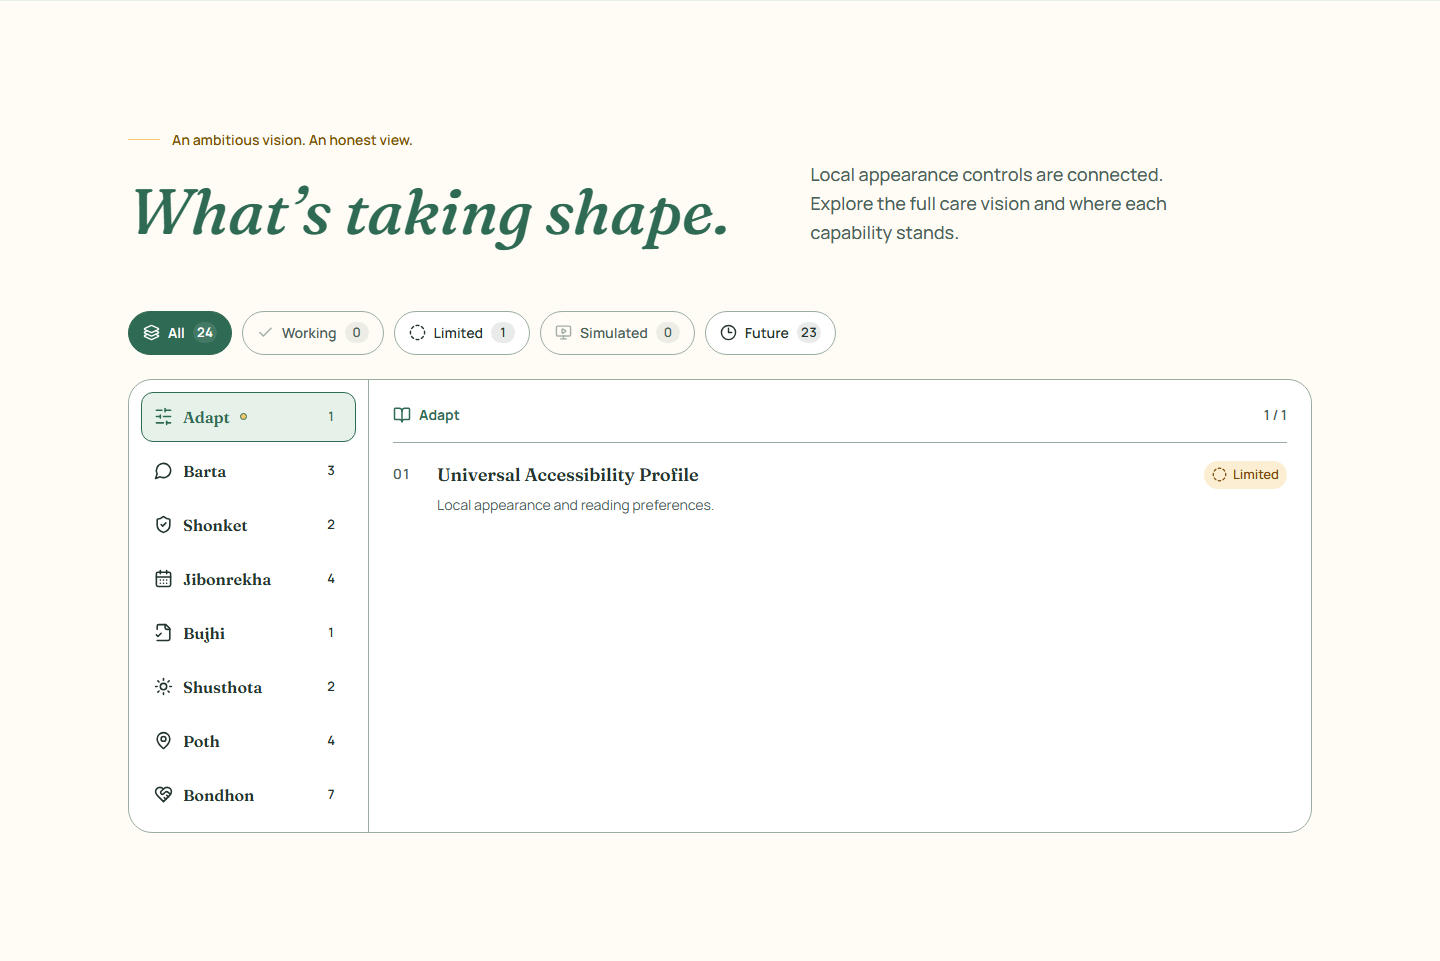 An ambitious vision. An honest view.
What’s taking shape.
Local appearance controls are connected.
Explore the full care vision and where each
capability stands.
All 24
Working 0
Limited 1
Simulated 0
Future 23
Adapt 1
Barta 3
Shonket 2
Jibonrekha 4
Bujhi 1
Shusthota 2
Poth 4
Bondhon 7
Adapt 1 / 1
01 Universal Accessibility Profile Limited
Local appearance and reading preferences.